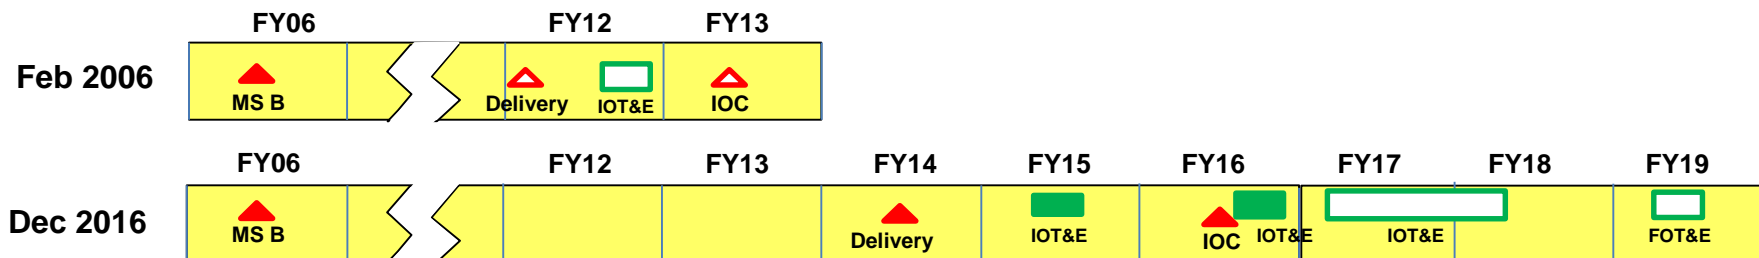 FY06 FY12 FY13
Feb 2006
MS B Delivery IOT&E IOC
FY06 FY12 FY13 FY14 FY15 FY16 FY17 FY18 FY19
Dec 2016
MS B Delivery IOT&E IOC IOT&E IOT&E FOT&E